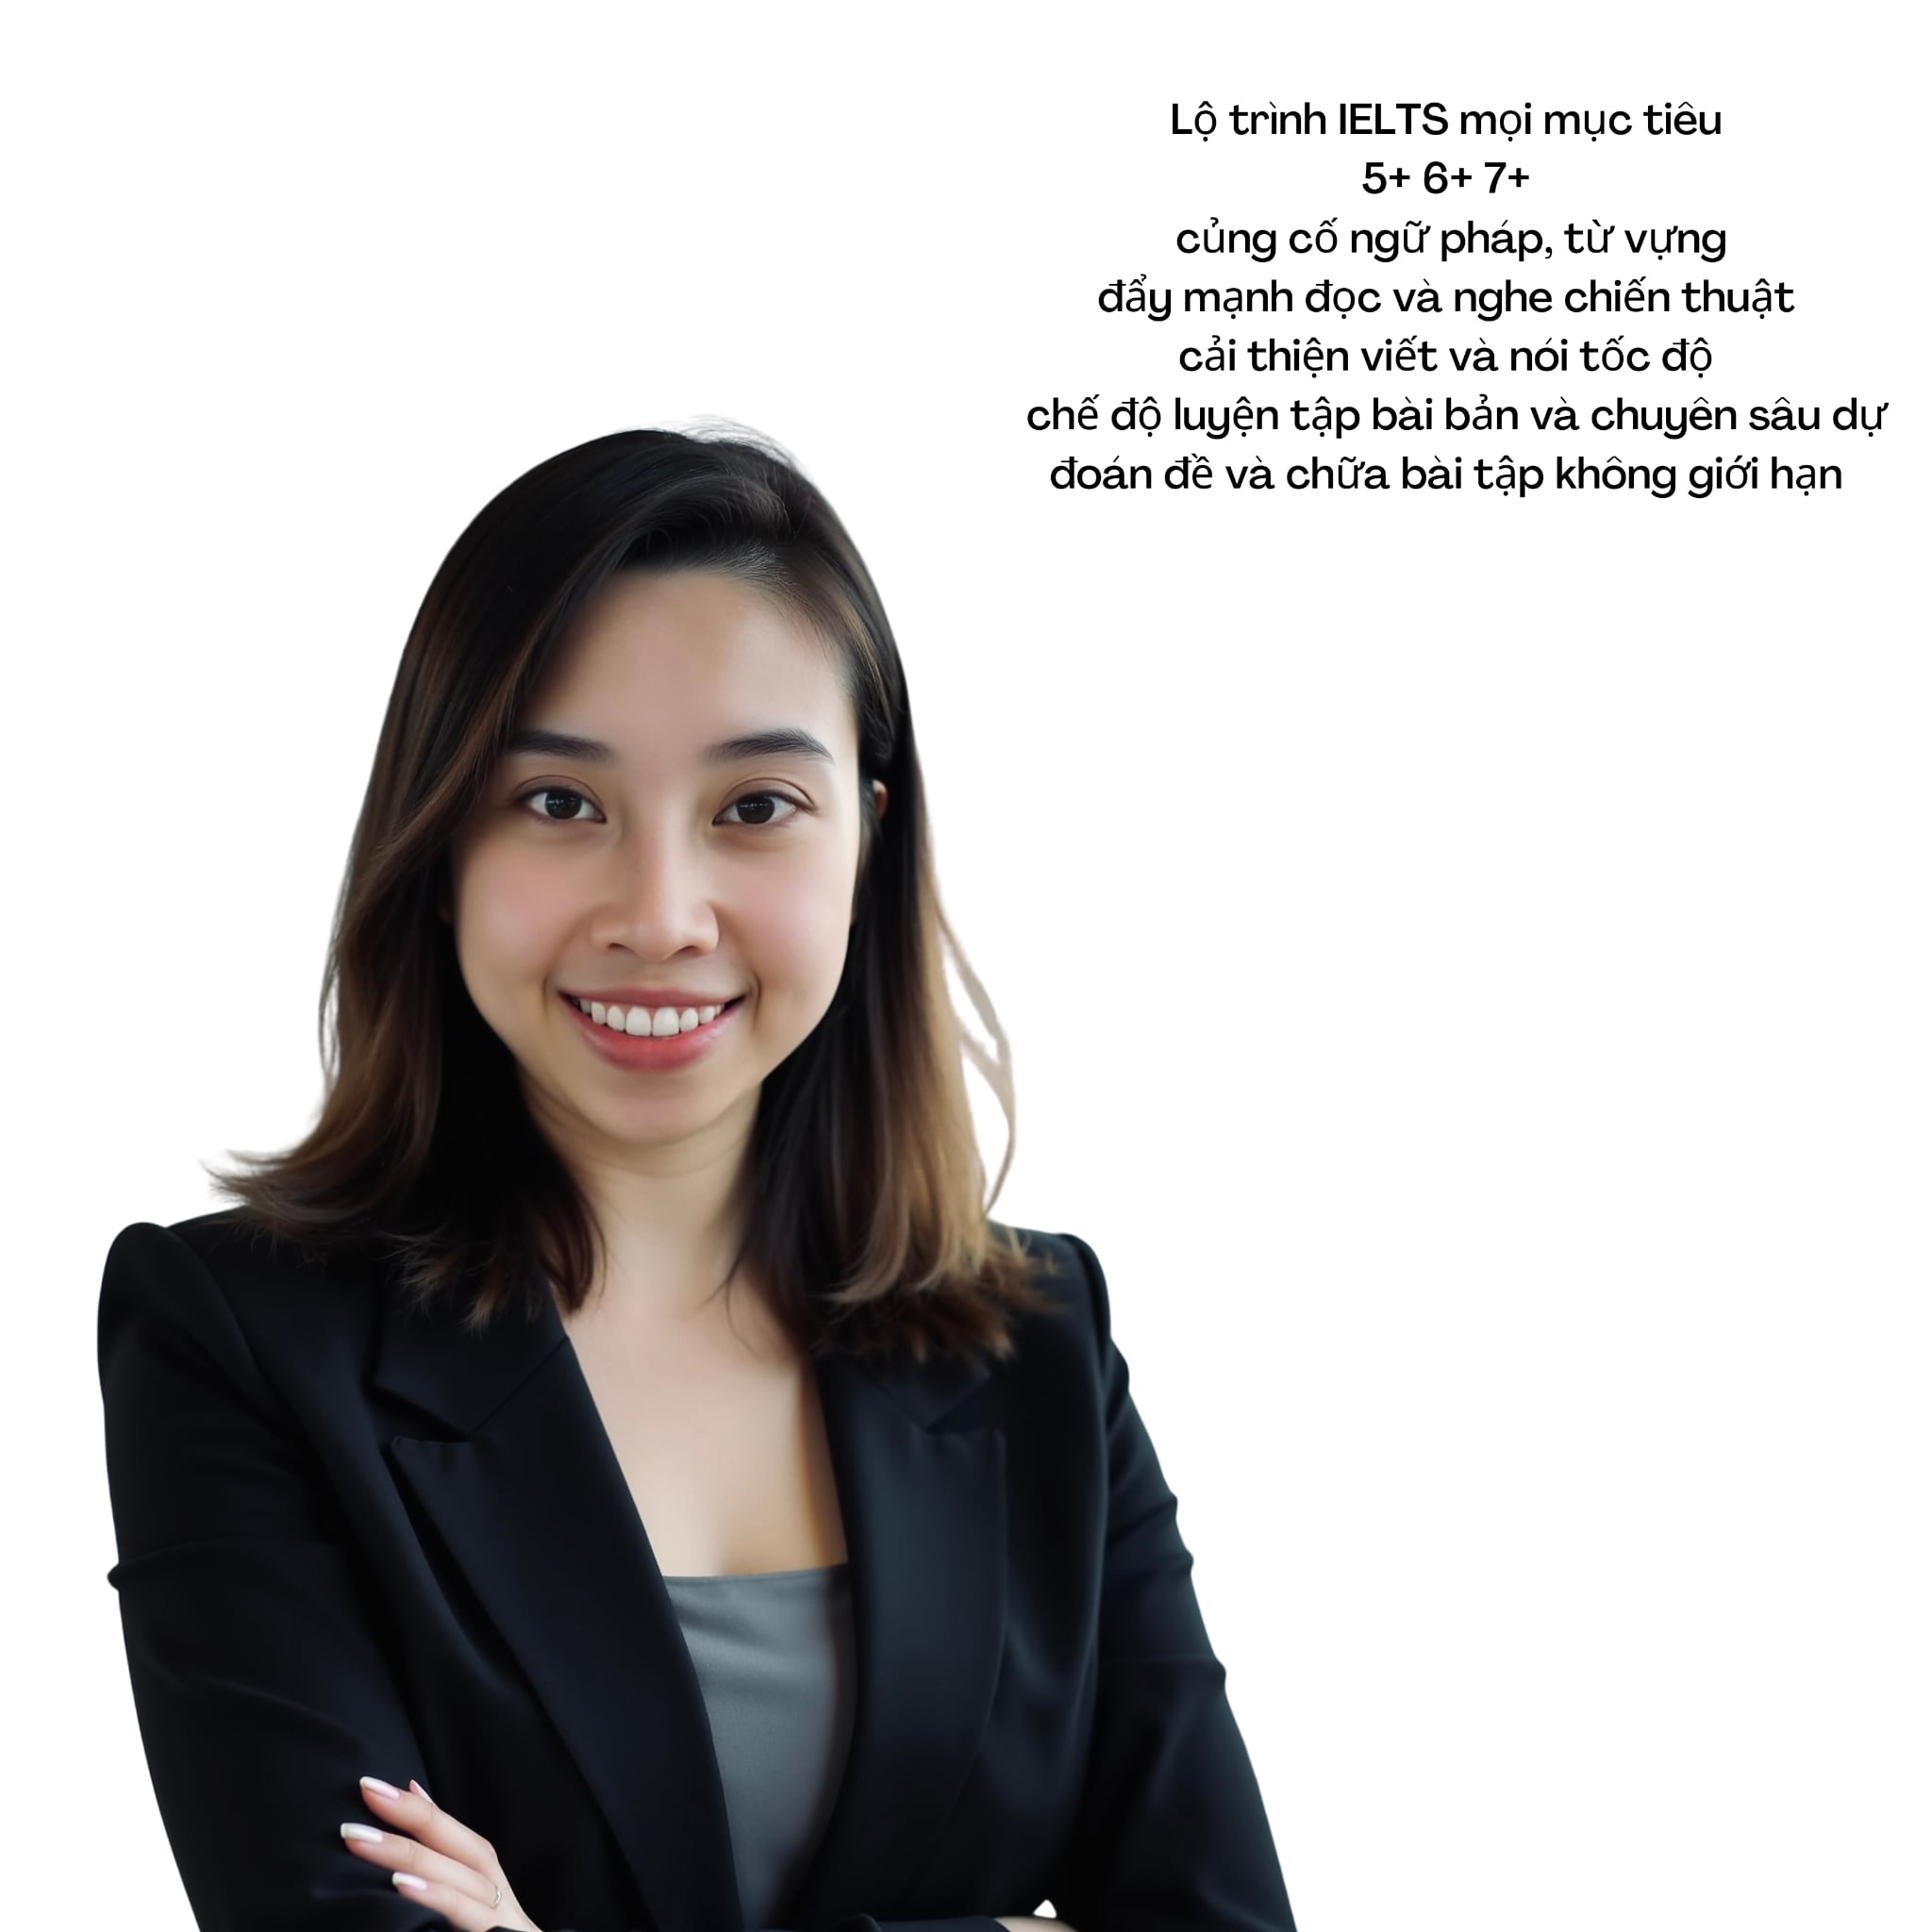 Lộ trình IELTS mọi mục tiêu
5+ 6+ 7+
củng cố ngữ pháp, từ vựng
đẩy mạnh đọc và nghe chiến thuật
cải thiện viết và nói tốc độ
chế độ luyện tập bài bản và chuyên sâu dự
đoán đề và chữa bài tập không giới hạn